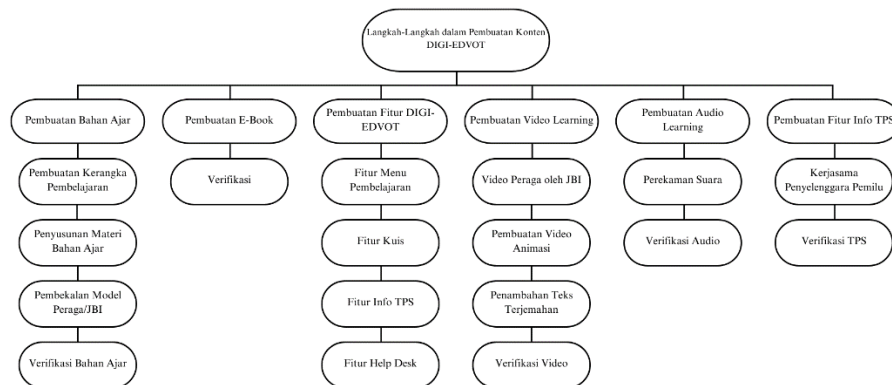 Langkah-Langkah dalam Pembuatan Konten
DIGI-EDVOT
Pembuatan Bahan Ajar
Pembuatan E-Book
Pembuatan Fitur DIGI-
EDVOT
Pembuatan Video Learning
Pembuatan Audio
Learning
Pembuatan Fitur Info TPS
Pembuatan Kerangka
Pembelajaran
Verifikasi
Fitur Menu
Pembelajaran
Video Peraga oleh JBI
Perekaman Suara
Kerjasama
Penyelenggara Pemilu
Penyusunan Materi
Bahan Ajar
Fitur Kuis
Pembuatan Video
Animasi
Verifikasi Audio
Verifikasi TPS
Pembekalan Model
Peraga/JBI
Fitur Info TPS
Penambahan Teks
Terjemahan
Verifikasi Bahan Ajar
Fitur Help Desk
Verifikasi Video